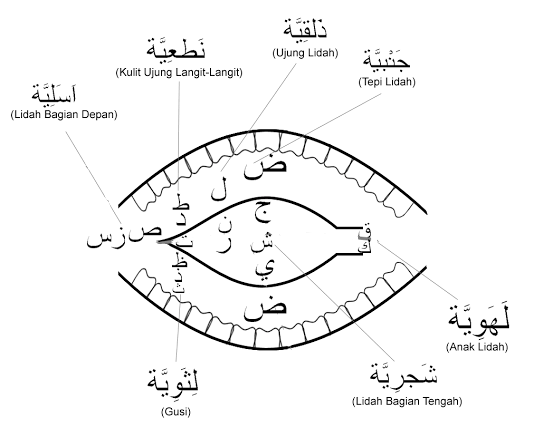 ذَلَقِيَّة
(Ujung Lidah)
نَطعِيَّة
(Kulit Ujung Langit-Langit)
جَنْبِيَّة
(Tepi Lidah)
اَسَلِيَّة
(Lidah Bagian Depan)
ض
ل
ط
د
ت
ج
ن
ر
ش
ي
ص
ز
س
ق
ك
ظ
ذ
ث
ض
لَهَوِيَّة
(Anak Lidah)
لِثَوِيَّة
(Gusi)
شَجرِيَّة
(Lidah Bagian Tengah)